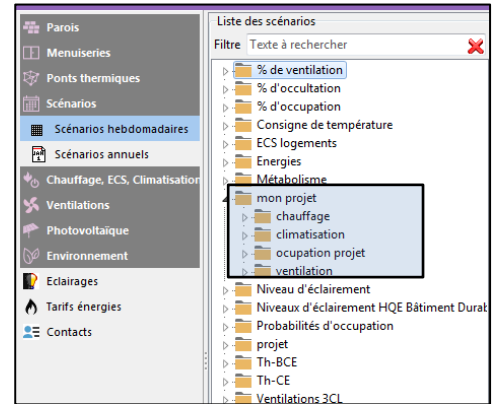 Parois
Menuiseries
Ponts thermiques
Scénarios
Scénarios hebdomadaires
Scénarios annuels
Chauffage, ECS, Climatisation
Ventilations
Photovoltaïque
Environnement
Eclairages
Tarifs énergies
Contacts
Liste des scénarios
Filtre Texte à rechercher
% de ventilation
% d'occultation
% d'occupation
Consigne de température
ECS logements
Energies
Métabolisme
mon projet
chauffage
climatisation
ocupation projet
ventilation
Niveau d'éclairement
Niveaux d'éclairement HQE Bâtiment Durab
Probabilités d'occupation
projet
Th-BCE
Th-CE
Ventilations 3CL